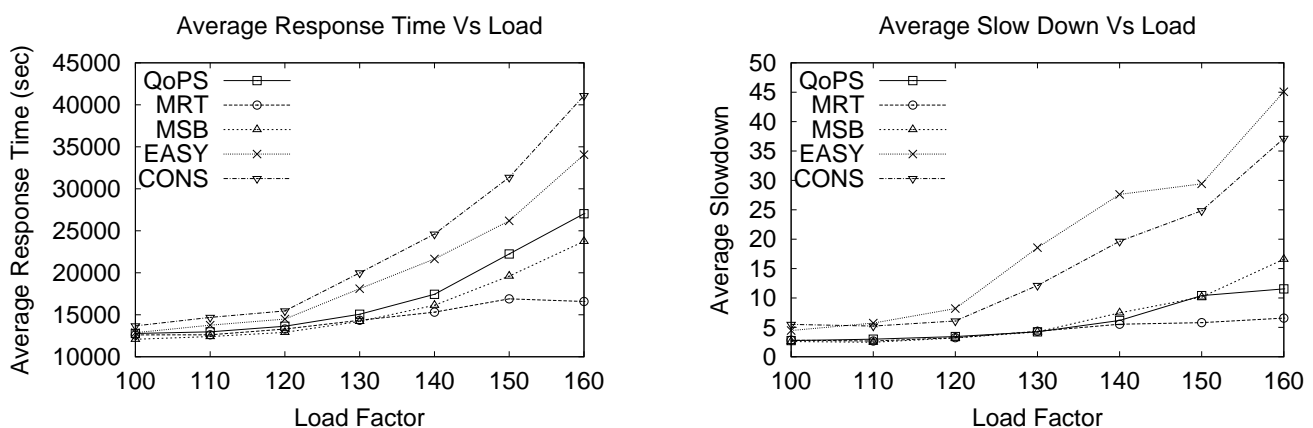 Average Response Time Vs Load
Average Response Time (sec)
45000
40000
35000
30000
25000
20000
15000
10000
QoPS
MRT
MSB
EASY
CONS
100 110 120 130 140 150 160
Load Factor
Average Slow Down Vs Load
Average Slowdown
50
45
40
35
30
25
20
15
10
5
0
QoPS
MRT
MSB
EASY
CONS
100 110 120 130 140 150 160
Load Factor